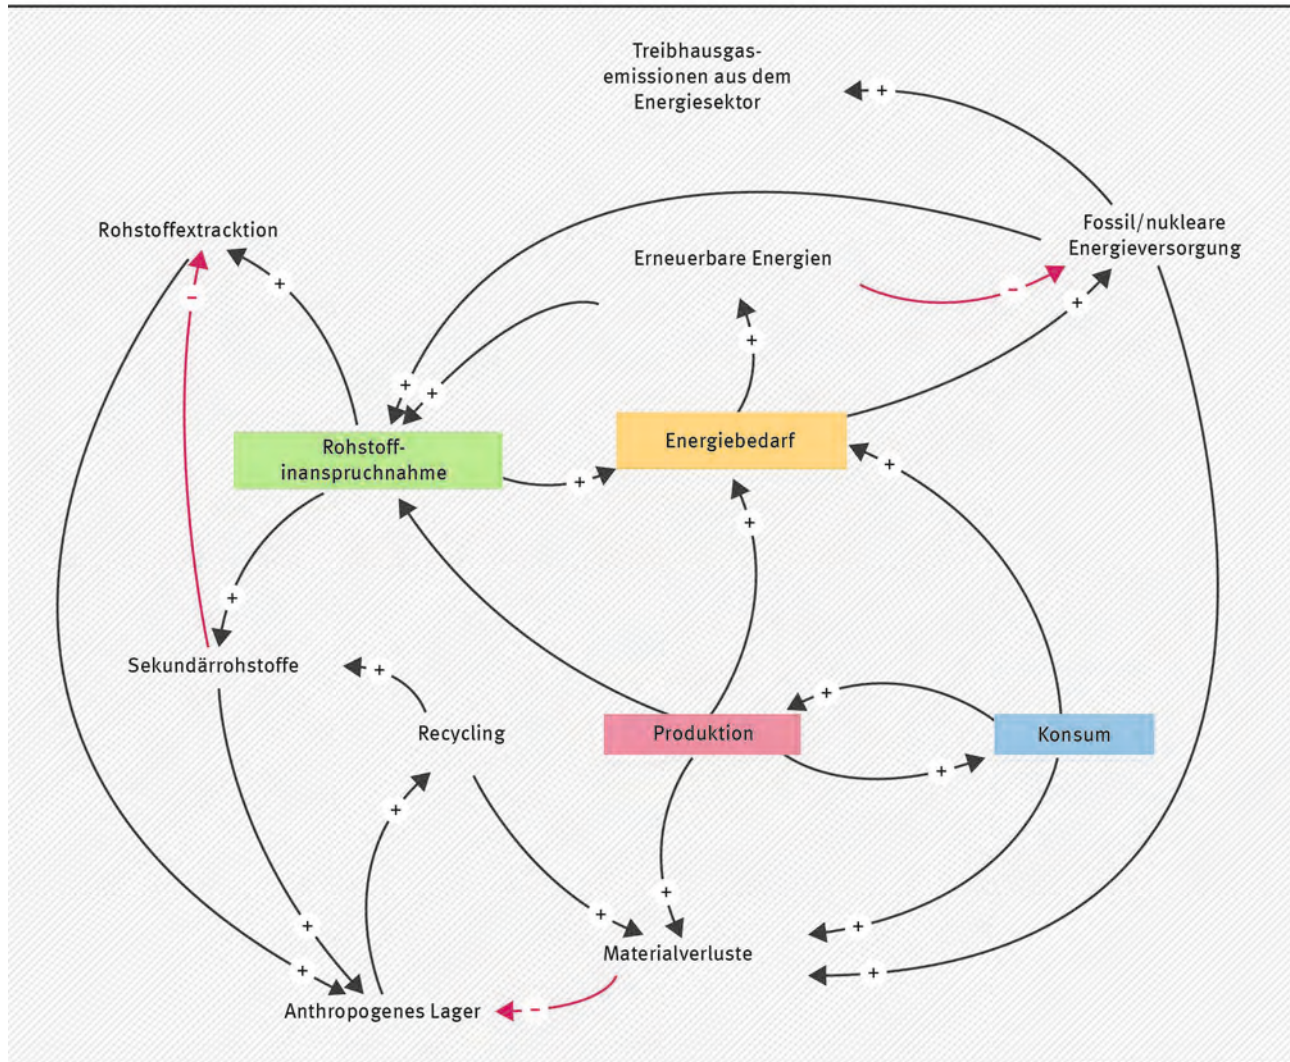 Treibhausgas-
emissionen aus dem
Energiesektor
+
Rohstoffextracktion
Fossil/nukleare
Energieversorgung
Erneuerbare Energien
+
-
-
+
+
+
+
Rohstoff-
inanspruchnahme
Energiebedarf
+
+
+
+
Sekundärrohstoffe
+
+
Recycling
Produktion
Konsum
+
+
+
+
+
+
+
Materialverluste
+
+
Anthropogenes Lager
-